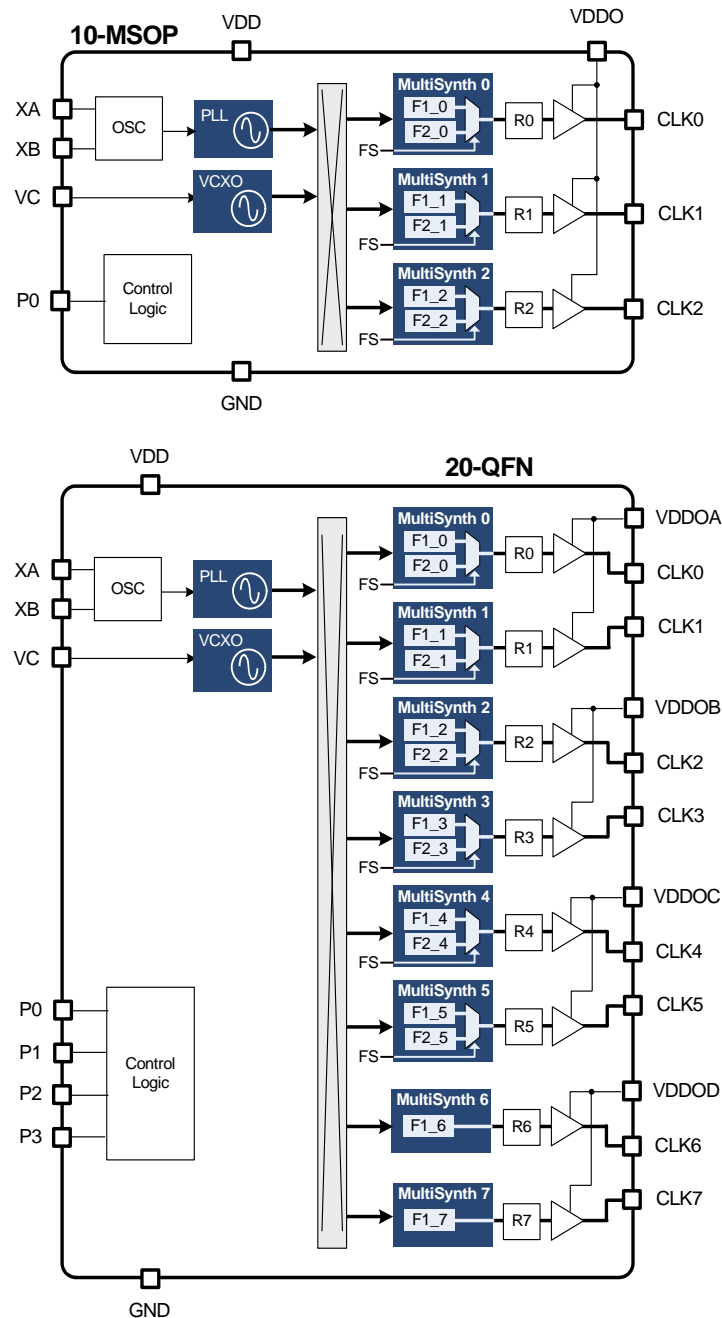 10-MSOP
VDD
VDDO
XA
XB
VC
P0
OSC
PLL
VCXO
Control
Logic
MultiSynth 0
F1_0
F2_0
FS
R0
CLK0
MultiSynth 1
F1_1
F2_1
FS
R1
CLK1
MultiSynth 2
F1_2
F2_2
FS
R2
CLK2
GND
20-QFN
VDD
XA
XB
VC
OSC
PLL
VCXO
MultiSynth 0
F1_0
F2_0
FS
R0
VDDOA
CLK0
MultiSynth 1
F1_1
F2_1
FS
R1
CLK1
MultiSynth 2
F1_2
F2_2
FS
R2
VDDOB
CLK2
MultiSynth 3
F1_3
F2_3
FS
R3
CLK3
MultiSynth 4
F1_4
F2_4
FS
R4
VDDOC
CLK4
MultiSynth 5
F1_5
F2_5
FS
R5
CLK5
P0
P1
P2
P3
Control
Logic
MultiSynth 6
F1_6
R6
VDDOD
CLK6
MultiSynth 7
F1_7
R7
CLK7
GND